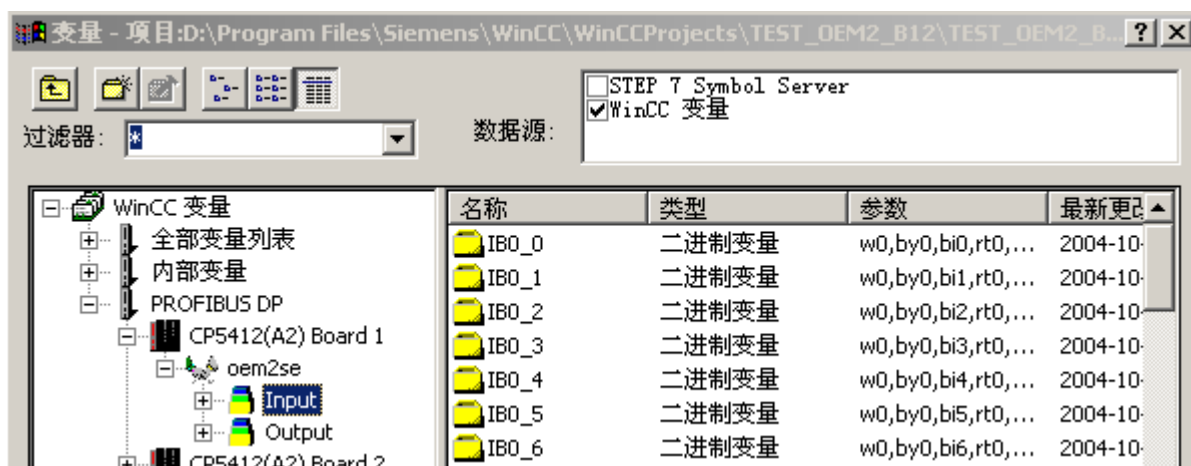 变量 - 项目:D:\Program Files\Siemens\WinCC\WinCCProjects\TEST_OEM2_B12\TEST_OEM2_B...
STEP 7 Symbol Server
WinCC 变量
过滤器: *
数据源:
WinCC 变量
全部变量列表
内部变量
PROFIBUS DP
CP5412(A2) Board 1
oem2se
Input
Output
CP5412(A2) Board 2
名称 类型 参数 最新更改
IB0_0 二进制变量 w0,by0,bi0,rt0,... 2004-10-
IB0_1 二进制变量 w0,by0,bi1,rt0,... 2004-10-
IB0_2 二进制变量 w0,by0,bi2,rt0,... 2004-10-
IB0_3 二进制变量 w0,by0,bi3,rt0,... 2004-10-
IB0_4 二进制变量 w0,by0,bi4,rt0,... 2004-10-
IB0_5 二进制变量 w0,by0,bi5,rt0,... 2004-10-
IB0_6 二进制变量 w0,by0,bi6,rt0,... 2004-10-